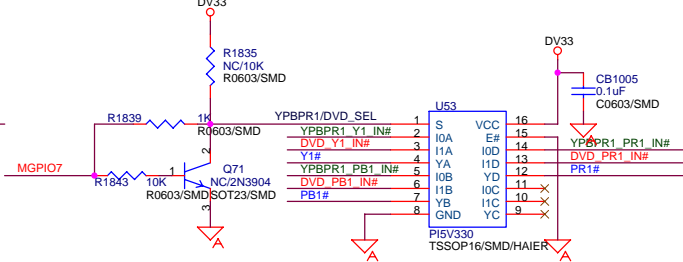 DV33
R1835
NC/10K
R0603/SMD
DV33
CB1005
0.1uF
C0603/SMD
R1839
1K
R0603/SMD
YPBPR1/DVD_SEL
YPBPR1_Y1_IN#
DVD_Y1_IN#
Y1#
YPBPR1_PB1_IN#
DVD_PB1_IN#
PB1#
U53
1 S VCC 16
2 I0A E# 15
3 I1A I0D 14
4 YA I1D 13
5 I0B YD 12
6 I1B I0C 11
7 YB I1C 10
8 GND YC 9
PI5V330
TSSOP16/SMD/HAIER
YPBPR1_PR1_IN#
DVD_PR1_IN#
PR1#
MGPIO7
R1843
10K
R0603/SMD
2
1
3
Q71
NC/2N3904
SOT23/SMD
A
A
A
A